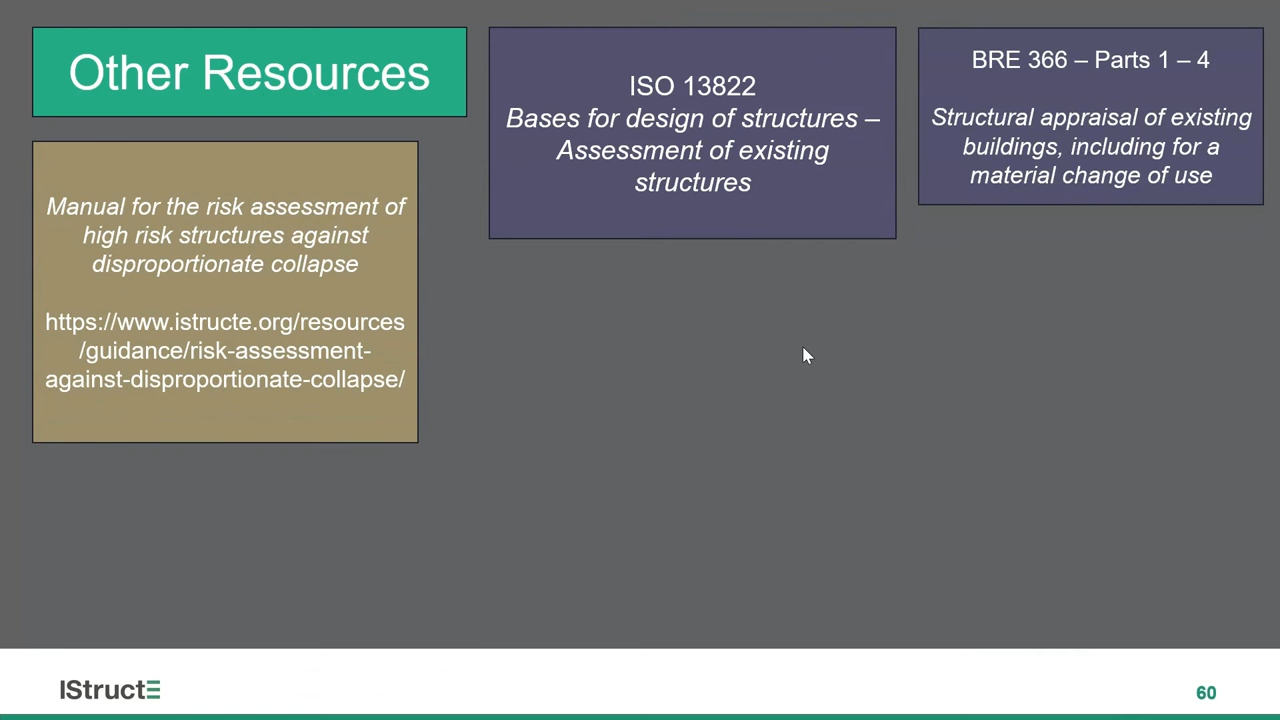 Other Resources
Manual for the risk assessment of
high risk structures against
disproportionate collapse
https://www.istructe.org/resources
/guidance/risk-assessment-
against-disproportionate-collapse/
ISO 13822
Bases for design of structures –
Assessment of existing
structures
BRE 366 – Parts 1 – 4
Structural appraisal of existing
buildings, including for a
material change of use
IStructE
60